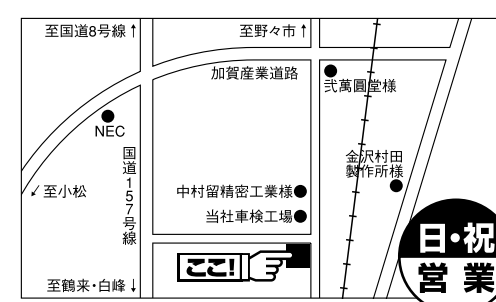 至国道8号線↑
至野々市↑
加賀産業道路
弐萬圓堂様
NEC
国道157号線
金沢村田
製作所様
↙至小松
中村留精密工業様
当社車検工場
ここ!
日・祝
営業
至鶴来・白峰↓